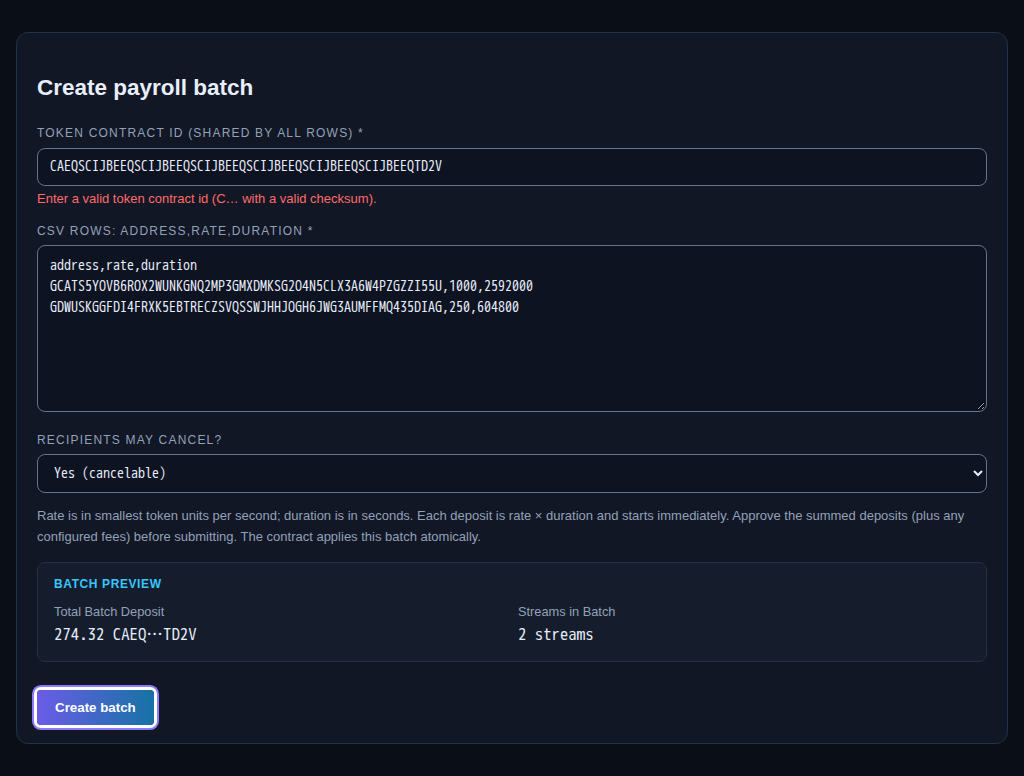 Create payroll batch
TOKEN CONTRACT ID (SHARED BY ALL ROWS) *
CAEQSCIJBEEQSCIJBEEQSCIJBEEQSCIJBEEQSCIJBEEQSCIJBEEQTD2V
Enter a valid token contract id (C… with a valid checksum).
CSV ROWS: ADDRESS,RATE,DURATION *
address,rate,duration
GCATS5YOVB6ROX2WUNKGNQ2MP3GMXDMKSG2O4N5CLX3A6W4PZGZZI55U,1000,2592000
GDWUSKGGFDI4FRXK5EBTRECZSVQSSWJHHJOGH6JWG3AUMFFMQ435DIAG,250,604800
RECIPIENTS MAY CANCEL?
Yes (cancelable)
Rate is in smallest token units per second; duration is in seconds. Each deposit is rate × duration and starts immediately. Approve the summed deposits (plus any
configured fees) before submitting. The contract applies this batch atomically.
BATCH PREVIEW
Total Batch Deposit
Streams in Batch
274.32 CAEQ···TD2V
2 streams
Create batch